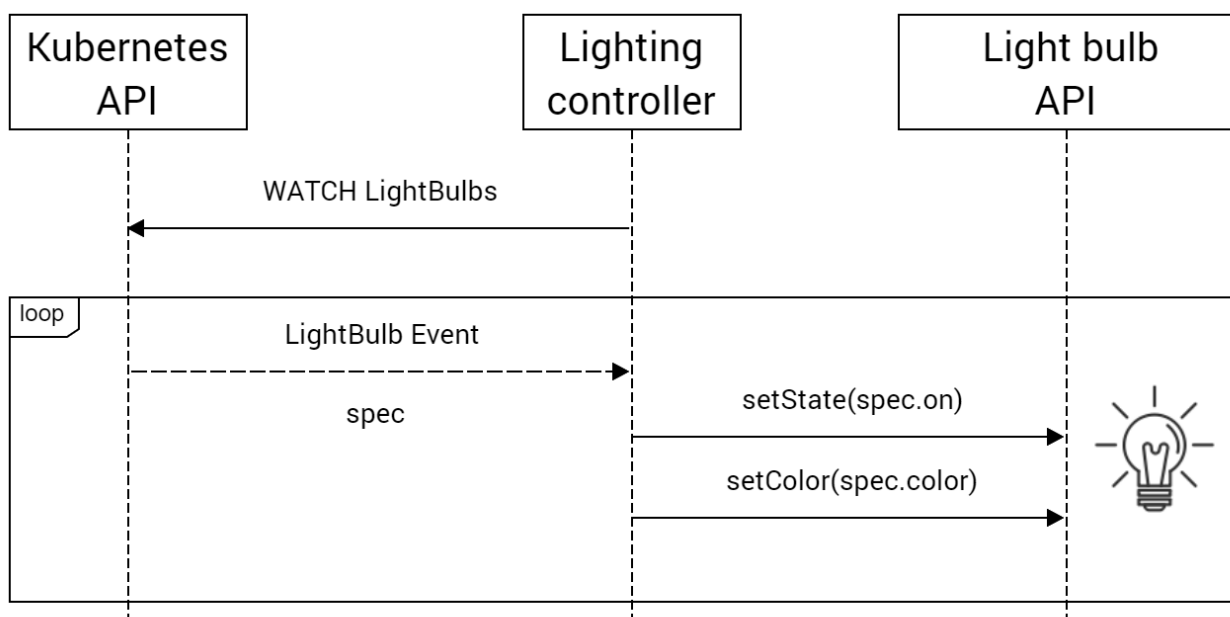 Kubernetes
API
Lighting
controller
Light bulb
API
WATCH LightBulbs
loop
LightBulb Event
spec
setState(spec.on)
setColor(spec.color)